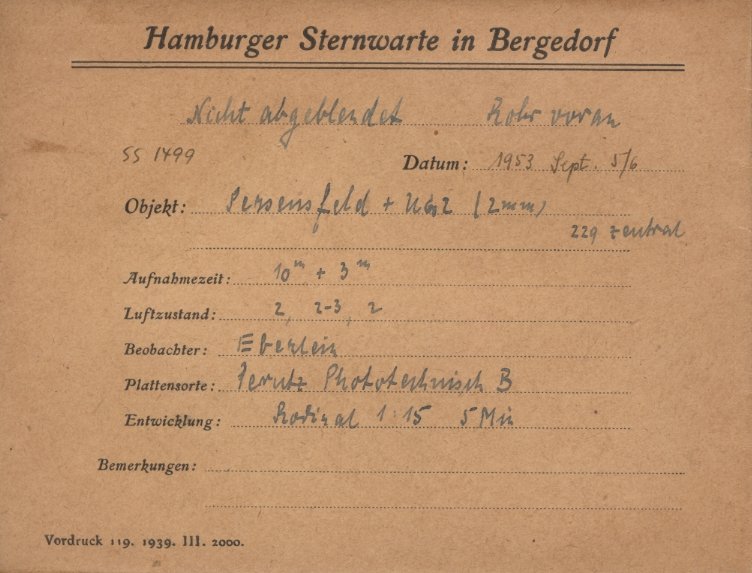 Hamburger Sternwarte in Bergedorf
Nicht abgeblendet Rohr voran
SS 1499 Datum: 1953 Sept. 5/6
Objekt: Perseusfeld + (2mm)
229 zentral
Aufnahmezeit: 10ᵐ + 3ᵐ
Luftzustand: 2, 2-3, 2
Beobachter: Eberlein
Plattensorte: Perutz Phototechnisch B
Entwicklung: Rodinal 1:15 5 Min
Bemerkungen:
Vordruck 119. 1939. III. 2000.